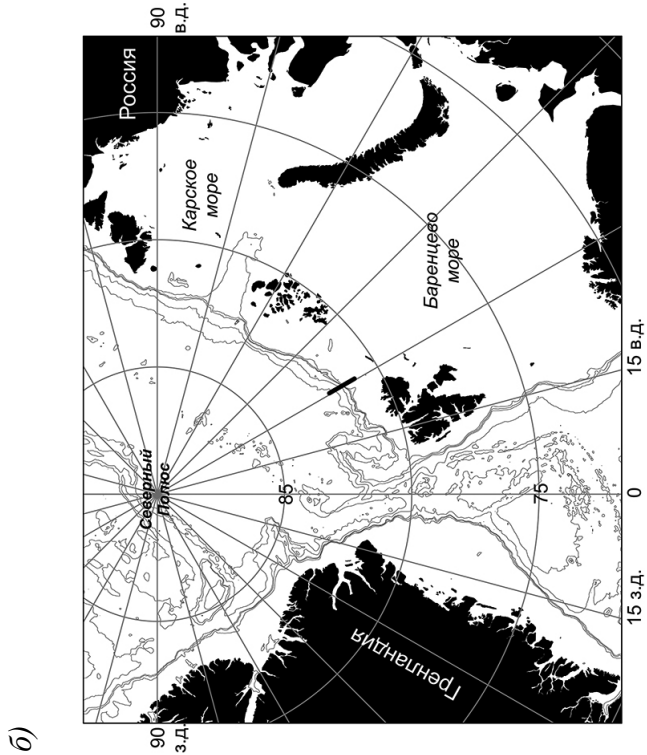 б)
90
в.д.
Россия
Карское
море
Баренцево
море
Северный
Полюс
85
75
15 в.д.
0
15 з.д.
Гренландия
90
з.д.